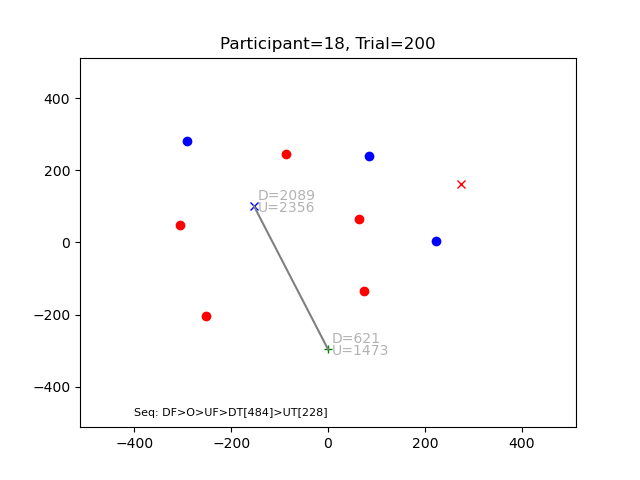 Participant=18, Trial=200
400
200
0
−200
−400
D=2089
U=2356
D=621
U=1473
Seq: DF>O>UF>DT[484]>UT[228]
−400 −200 0 200 400